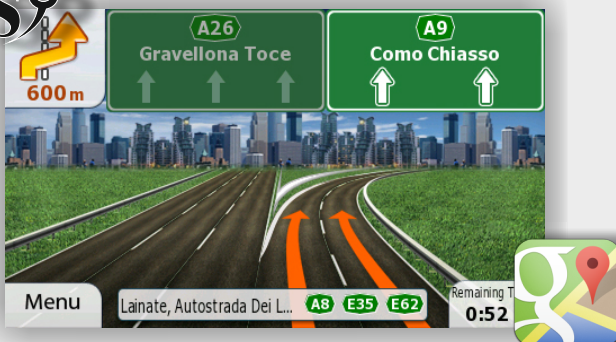 A26
Gravellona Toce
A9
Como Chiasso
600 m
Menu
Lainate, Autostrada Dei L...
A8 E35 E62
Remaining T
0:52
g